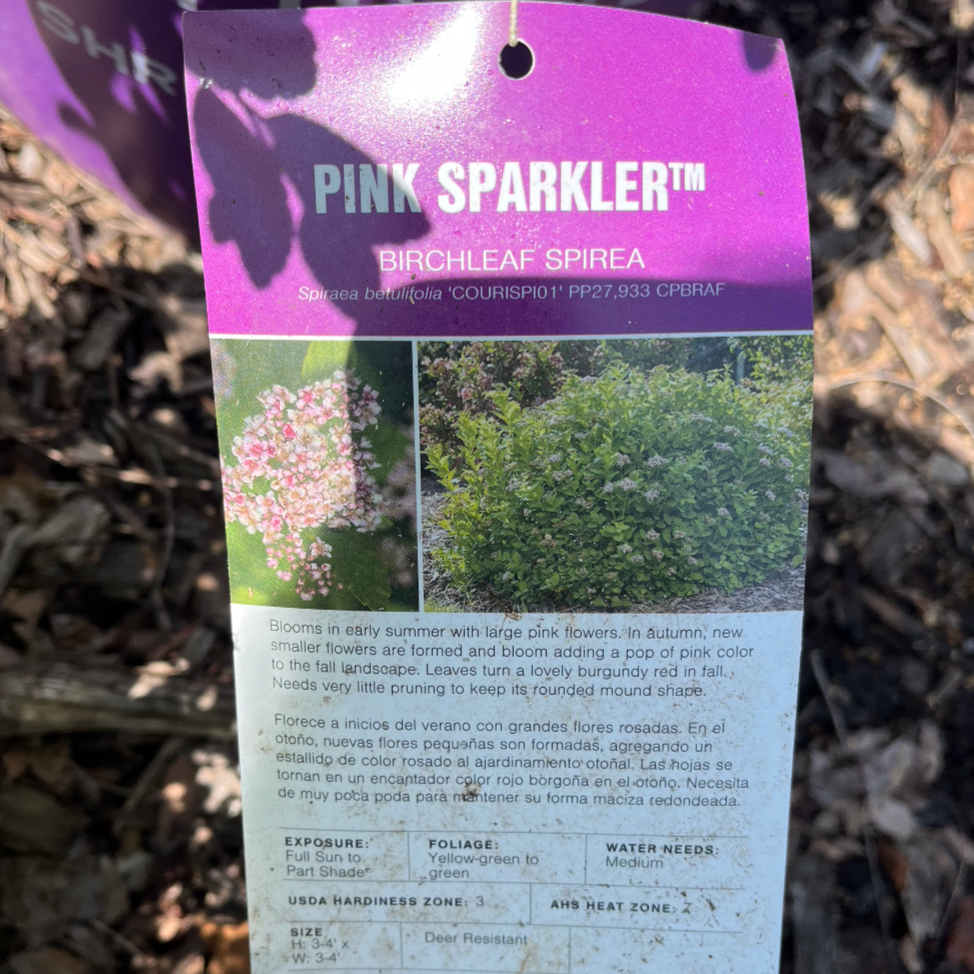 SHR
PINK SPARKLER™
BIRCHLEAF SPIREA
Spiraea betulifolia 'COURISPI01' PP27,933 CPBRAF
Blooms in early summer with large pink flowers. In autumn, new
smaller flowers are formed and bloom adding a pop of pink color
to the fall landscape. Leaves turn a lovely burgundy red in fall.
Needs very little pruning to keep its rounded mound shape.
Florece a inicios del verano con grandes flores rosadas. En el
otoño, nuevas flores pequeñas son formadas, agregando un
estallido de color rosado al ajardinamiento otoñal. Las hojas se
tornan en un encantador color rojo borgoña en el otoño. Necesita
de muy poca poda para mantener su forma maciza redondeada.
EXPOSURE: FOLIAGE: WATER NEEDS:
Full Sun to Yellow-green to Medium
Part Shade green
USDA HARDINESS ZONE: 3 AHS HEAT ZONE: 7
SIZE
H: 3-4' x Deer Resistant
W: 3-4'